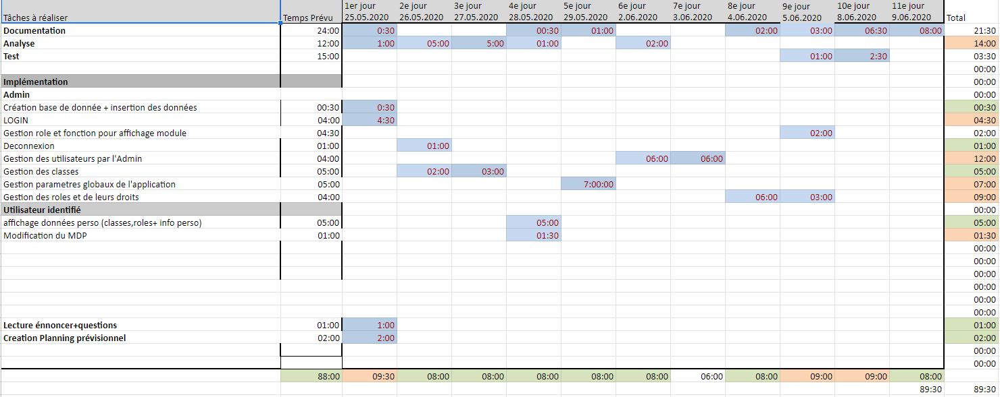 Tâches à réaliser Temps Prévu 1er jour 25.05.2020 2e jour 26.05.2020 3e jour 27.05.2020 4e jour 28.05.2020 5e jour 29.05.2020 6e jour 2.06.2020 7e jour 3.06.2020 8e jour 4.06.2020 9e jour 5.06.2020 10e jour 8.06.2020 11e jour 9.06.2020 Total
Documentation 24:00 0:30 00:30 01:00 02:00 03:00 06:30 08:00 21:30
Analyse 12:00 1:00 05:00 5:00 01:00 02:00 14:00
Test 15:00 01:00 2:30 03:30
00:00
Implémentation 00:00
Admin 00:00
Création base de donnée + insertion des données 00:30 0:30 00:30
LOGIN 04:00 4:30 04:30
Gestion role et fonction pour affichage module 04:30 02:00 02:00
Deconnexion 01:00 01:00 01:00
Gestion des utilisateurs par l'Admin 04:00 06:00 06:00 12:00
Gestion des classes 05:00 02:00 03:00 05:00
Gestion parametres globaux de l'application 05:00 7:00:00 07:00
Gestion des roles et de leurs droits 04:00 06:00 03:00 09:00
Utilisateur identifié 00:00
affichage données perso (classes,roles+ info perso) 05:00 05:00 05:00
Modification du MDP 01:00 01:30 01:30
00:00
00:00
00:00
00:00
00:00
00:00
Lecture énnoncer+questions 01:00 1:00 01:00
Creation Planning prévisionnel 02:00 2:00 02:00
00:00
00:00
88:00 09:30 08:00 08:00 08:00 08:00 08:00 06:00 08:00 09:00 09:00 08:00
89:30 89:30